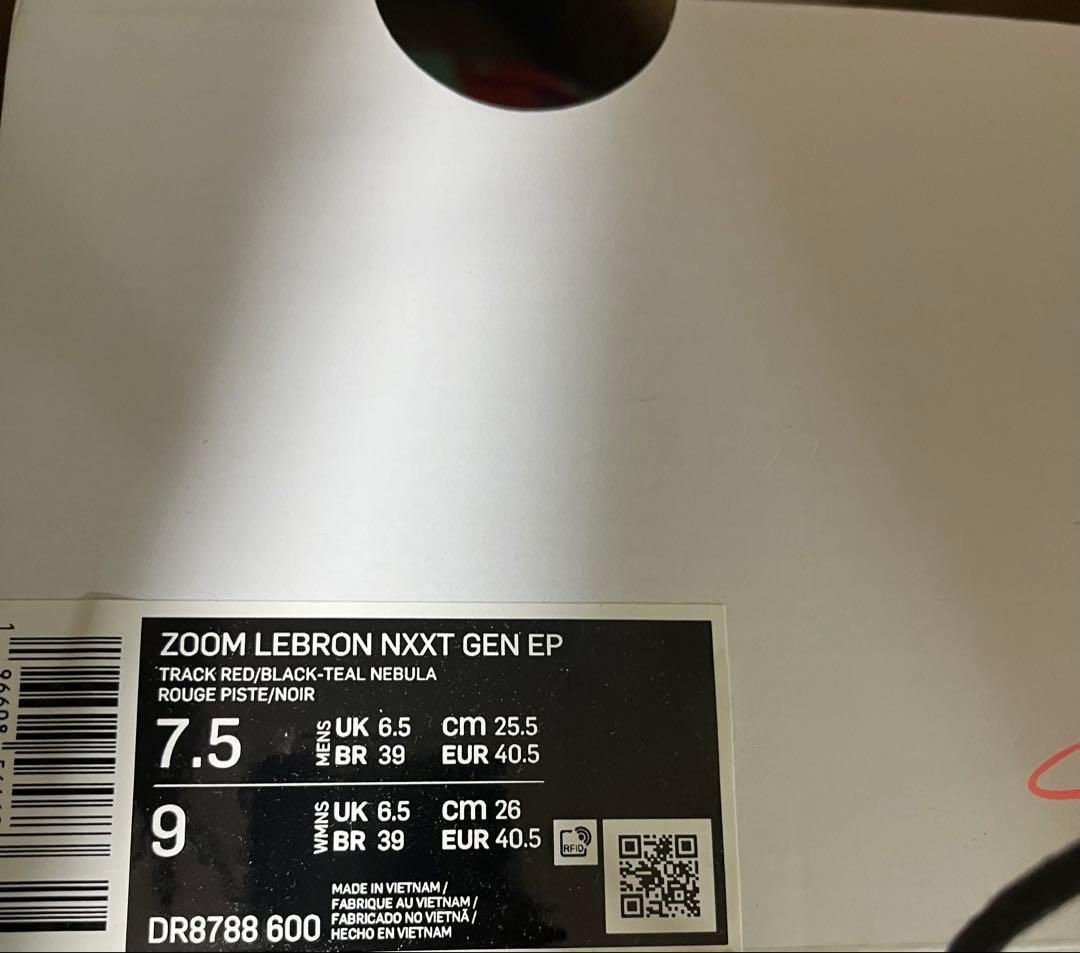 ZOOM LEBRON NXXT GEN EP
TRACK RED/BLACK-TEAL NEBULA
ROUGE PISTE/NOIR
7.5 MENS UK 6.5 cm 25.5
BR 39 EUR 40.5
9 WMNS UK 6.5 cm 26
BR 39 EUR 40.5
RFID
MADE IN VIETNAM /
FABRIQUE AU VIETNAM /
FABRICADO NO VIETNÃ /
HECHO EN VIETNAM
DR8788 600